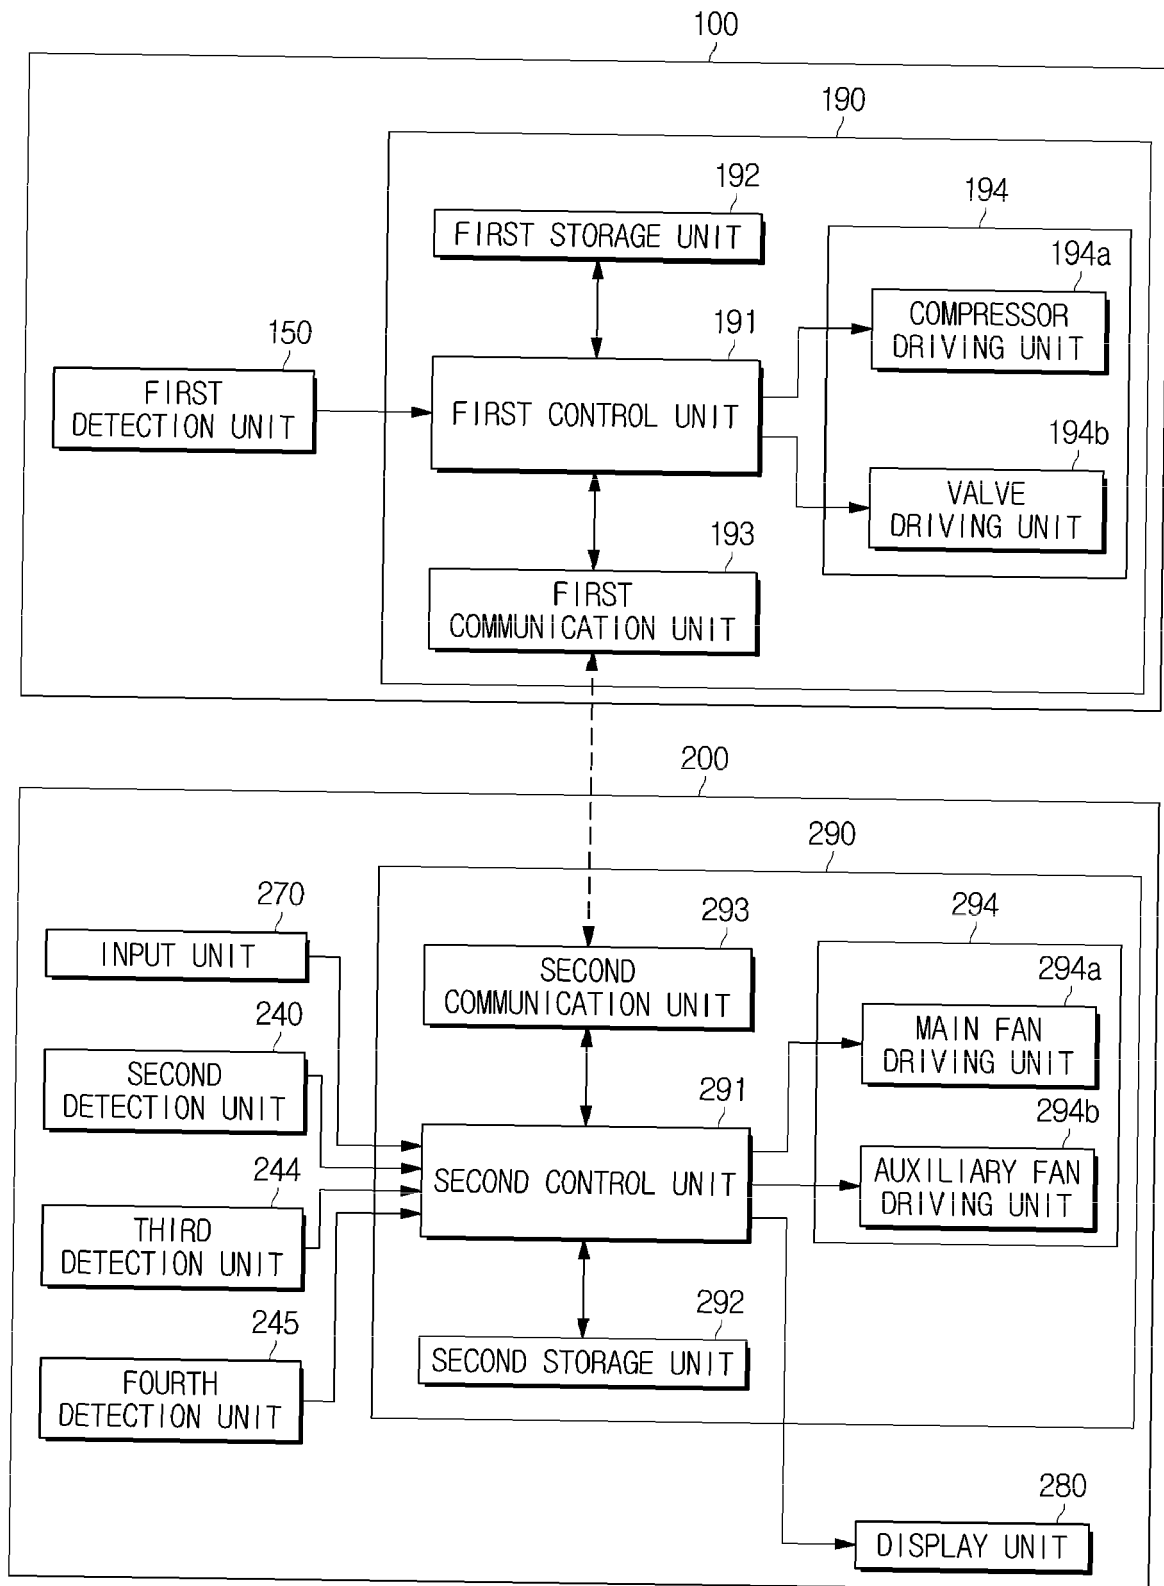 100
190
192
FIRST STORAGE UNIT
194
194a
COMPRESSOR
DRIVING UNIT
150
FIRST
DETECTION UNIT
191
FIRST CONTROL UNIT
194b
VALVE
DRIVING UNIT
193
FIRST
COMMUNICATION UNIT
200
290
270
INPUT UNIT
293
SECOND
COMMUNICATION UNIT
294
294a
MAIN FAN
DRIVING UNIT
240
SECOND
DETECTION UNIT
291
SECOND CONTROL UNIT
294b
AUXILIARY FAN
DRIVING UNIT
244
THIRD
DETECTION UNIT
292
SECOND STORAGE UNIT
245
FOURTH
DETECTION UNIT
280
DISPLAY UNIT